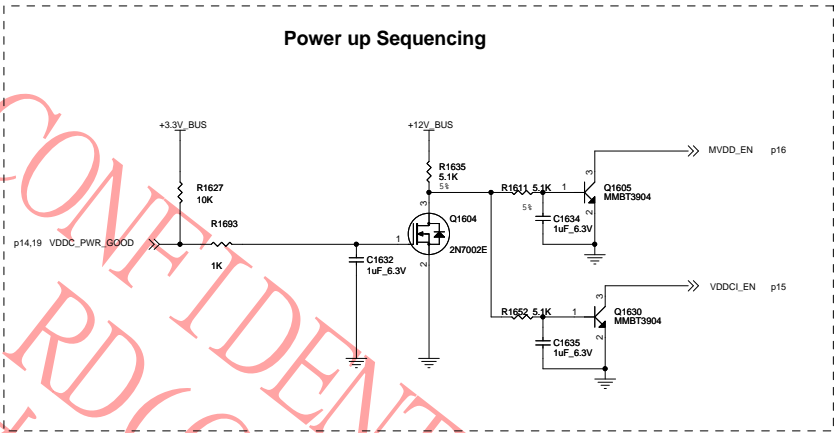 Power up Sequencing
+3.3V_BUS
+12V_BUS
R1627
10K
R1693
1K
p14,19 VDDC_PWR_GOOD
C1632
1uF_6.3V
R1635
5.1K
5%
3
Q1604
1
2N7002E
2
R1611 5.1K
5%
1
3
Q1605
MMBT3904
2
C1634
1uF_6.3V
MVDD_EN p16
R1652 5.1K
1
3
Q1630
MMBT3904
2
C1635
1uF_6.3V
VDDCI_EN p15
CONFIDENT
RD(